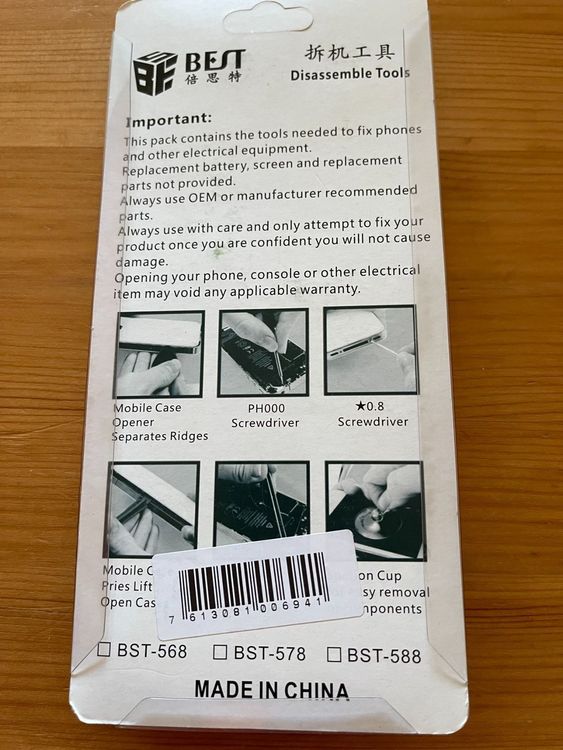 BEST
倍思特
拆机工具
Disassemble Tools
Important:
This pack contains the tools needed to fix phones
and other electrical equipment.
Replacement battery, screen and replacement
parts not provided.
Always use OEM or manufacturer recommended
parts.
Always use with care and only attempt to fix your
product once you are confident you will not cause
damage.
Opening your phone, console or other electrical
item may void any applicable warranty.
Mobile Case
Opener
Separates Ridges
PH000
Screwdriver
★0.8
Screwdriver
Mobile
Pries Lift
Open
on Cup
removal
7 613081 006941
BST-568
BST-578
BST-588
MADE IN CHINA